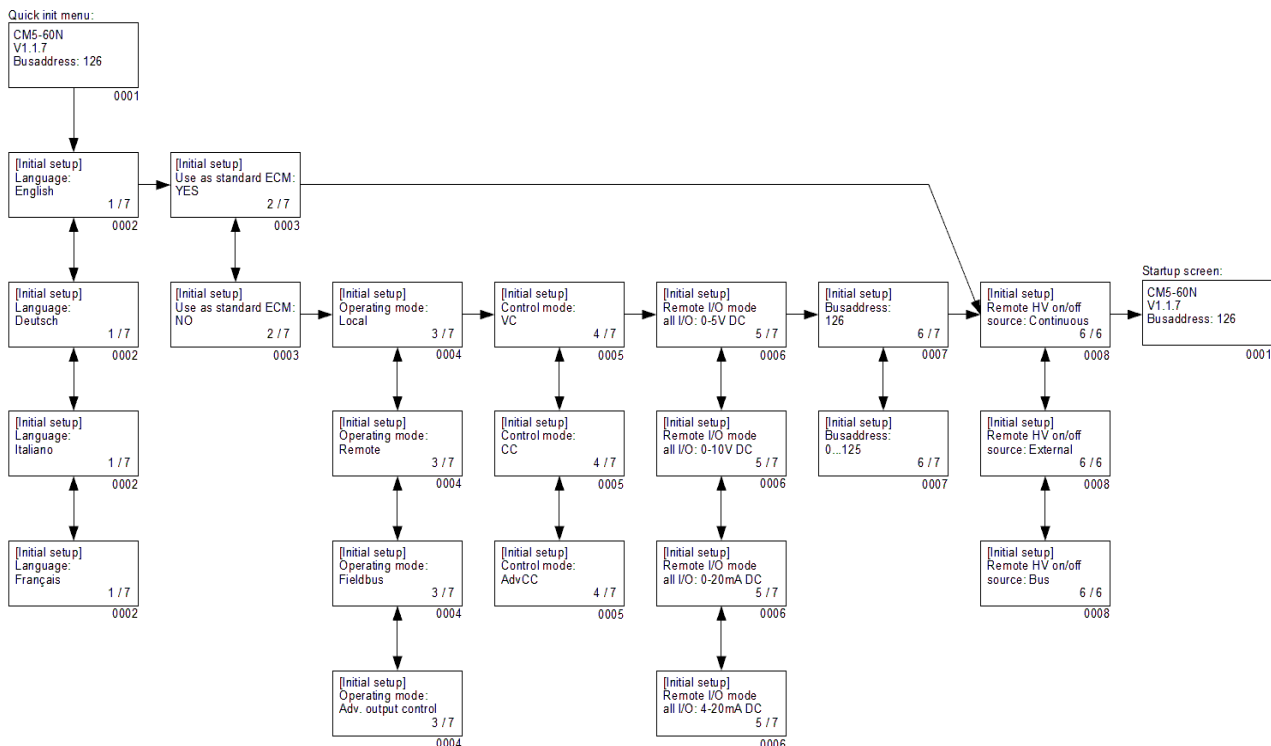 Quick init menu:
CM5-60N
V1.1.7
Busaddress: 126
0001
[Initial setup]
Language:
English
1 / 7
0002
[Initial setup]
Use as standard ECM:
YES
2 / 7
0003
[Initial setup]
Language:
Deutsch
1 / 7
0002
[Initial setup]
Use as standard ECM:
NO
2 / 7
0003
[Initial setup]
Operating mode:
Local
3 / 7
0004
[Initial setup]
Control mode:
VC
4 / 7
0005
[Initial setup]
Remote I/O mode
all I/O: 0-5V DC
5 / 7
0006
[Initial setup]
Busaddress:
126
6 / 7
0007
[Initial setup]
Remote HV on/off
source: Continuous
6 / 6
0008
Startup screen:
CM5-60N
V1.1.7
Busaddress: 126
0001
[Initial setup]
Language:
Italiano
1 / 7
0002
[Initial setup]
Operating mode:
Remote
3 / 7
0004
[Initial setup]
Control mode:
CC
4 / 7
0005
[Initial setup]
Remote I/O mode
all I/O: 0-10V DC
5 / 7
0006
[Initial setup]
Busaddress:
0...125
6 / 7
0007
[Initial setup]
Remote HV on/off
source: External
6 / 6
0008
[Initial setup]
Language:
Français
1 / 7
0002
[Initial setup]
Operating mode:
Fieldbus
3 / 7
0004
[Initial setup]
Control mode:
AdvCC
4 / 7
0005
[Initial setup]
Remote I/O mode
all I/O: 0-20mA DC
5 / 7
0006
[Initial setup]
Remote HV on/off
source: Bus
6 / 6
0008
[Initial setup]
Operating mode:
Adv. output control
3 / 7
0004
[Initial setup]
Remote I/O mode
all I/O: 4-20mA DC
5 / 7
0006